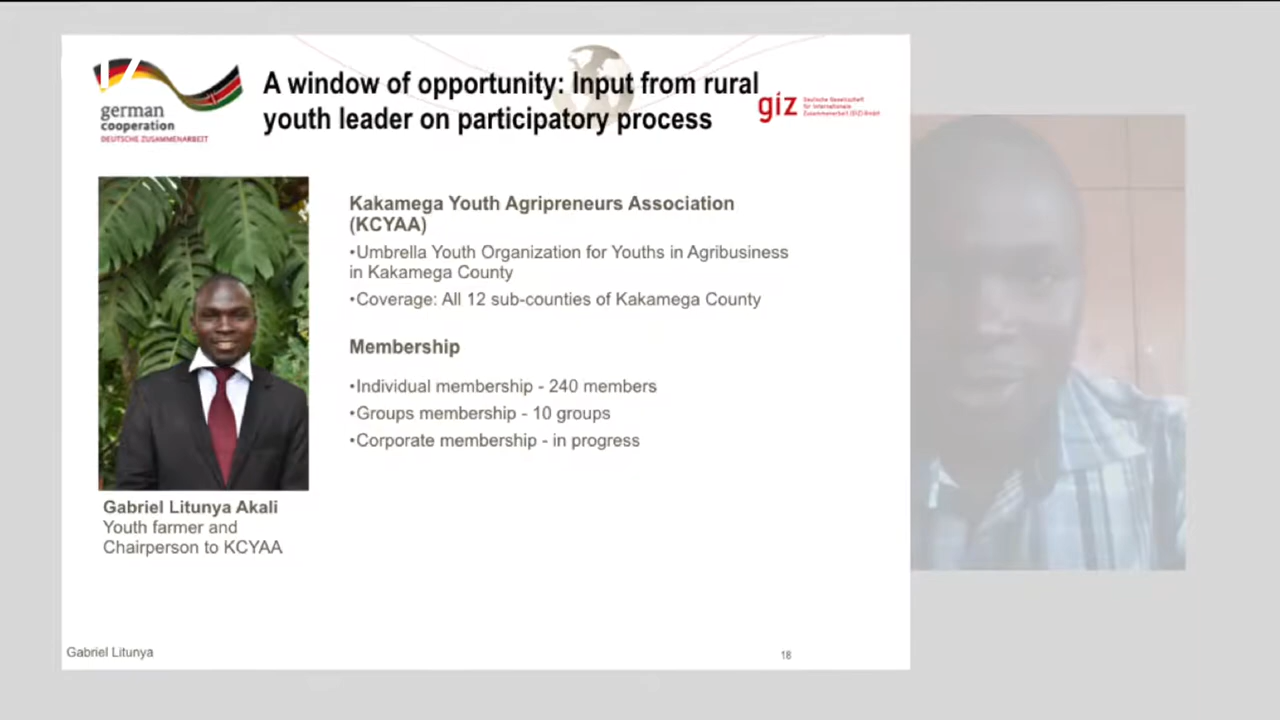 A window of opportunity: Input from rural
youth leader on participatory process
german
cooperation
DEUTSCHE ZUSAMMENARBEIT
giz
Deutsche Gesellschaft
für Internationale
Zusammenarbeit (GIZ) GmbH
Kakamega Youth Agripreneurs Association
(KCYAA)
•Umbrella Youth Organization for Youths in Agribusiness
in Kakamega County
•Coverage: All 12 sub-counties of Kakamega County
Membership
•Individual membership - 240 members
•Groups membership - 10 groups
•Corporate membership - in progress
Gabriel Litunya Akali
Youth farmer and
Chairperson to KCYAA
Gabriel Litunya
18